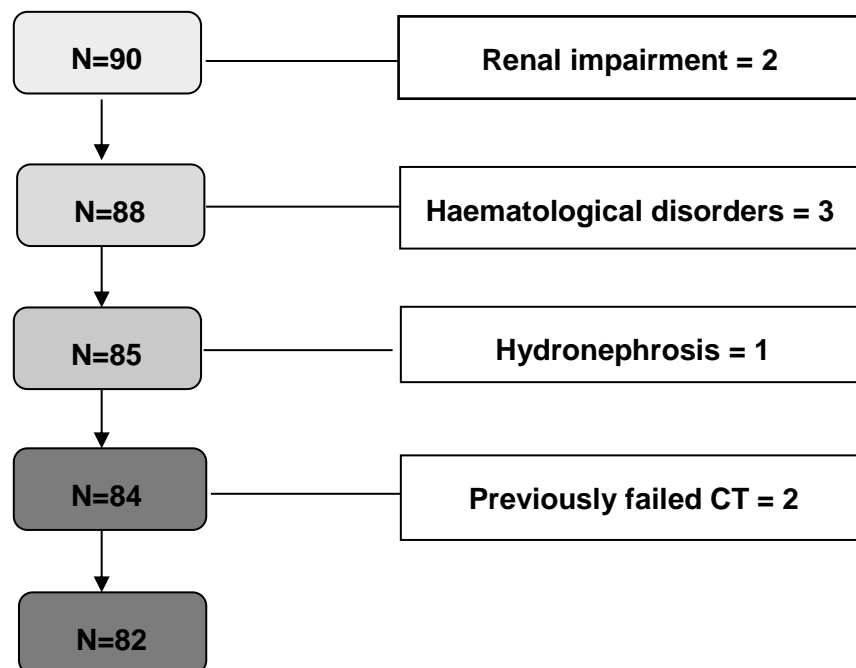 N=90
Renal impairment = 2
N=88
Haematological disorders = 3
N=85
Hydronephrosis = 1
N=84
Previously failed CT = 2
N=82